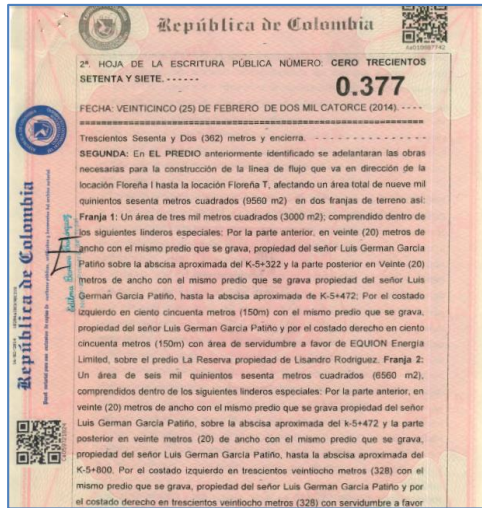 República de Colombia
Aa010987742
2ª. HOJA DE LA ESCRITURA PÚBLICA NÚMERO: CERO TRECIENTOS
SETENTA Y SIETE. - - - - - -
0.377
FECHA: VEINTICINCO (25) DE FEBRERO DE DOS MIL CATORCE (2014). - - - -
Trescientos Sesenta y Dos (362) metros y encierra. - - - - - - - - - - - - - - - - -
SEGUNDA: En EL PREDIO anteriormente identificado se adelantaran las obras
necesarias para la construcción de la línea de flujo que va en dirección de la
locación Floreña I hasta la locación Floreña T, afectando un área total de nueve mil
quinientos sesenta metros cuadrados (9560 m2) en dos franjas de terreno así:
Franja 1: Un área de tres mil metros cuadrados (3000 m2); comprendido dentro de
los siguientes linderos especiales: Por la parte anterior, en veinte (20) metros de
ancho con el mismo predio que se grava, propiedad del señor Luis German García
Patiño sobre la abscisa aproximada del K-5+322 y la parte posterior en Veinte (20)
metros de ancho con el mismo predio que se grava propiedad del señor Luis
German García Patiño, hasta la abscisa aproximada de K-5+472; Por el costado
izquierdo en ciento cincuenta metros (150m) con el mismo predio que se grava,
propiedad del señor Luis German García Patiño y por el costado derecho en ciento
cincuenta metros (150m) con área de servidumbre a favor de EQUION Energía
Limited, sobre el predio La Reserva propiedad de Lisandro Rodriguez. Franja 2:
Un área de seis mil quinientos sesenta metros cuadrados (6560 m2),
comprendidos dentro de los siguientes linderos especiales: Por la parte anterior, en
veinte (20) metros de ancho con el mismo predio que se grava propiedad del señor
Luis German García Patiño, sobre la abscisa aproximada del k-5+472 y la parte
posterior en veinte metros (20) de ancho con el mismo predio que se grava,
propiedad del señor Luis German García Patiño, hasta la abscisa aproximada del
K-5+800. Por el costado izquierdo en trescientos veintiocho metros (328) con el
mismo predio que se grava, propiedad del señor Luis German García Patiño y por
el costado derecho en trescientos veintiocho metros (328) con servidumbre a favor
República de Colombia